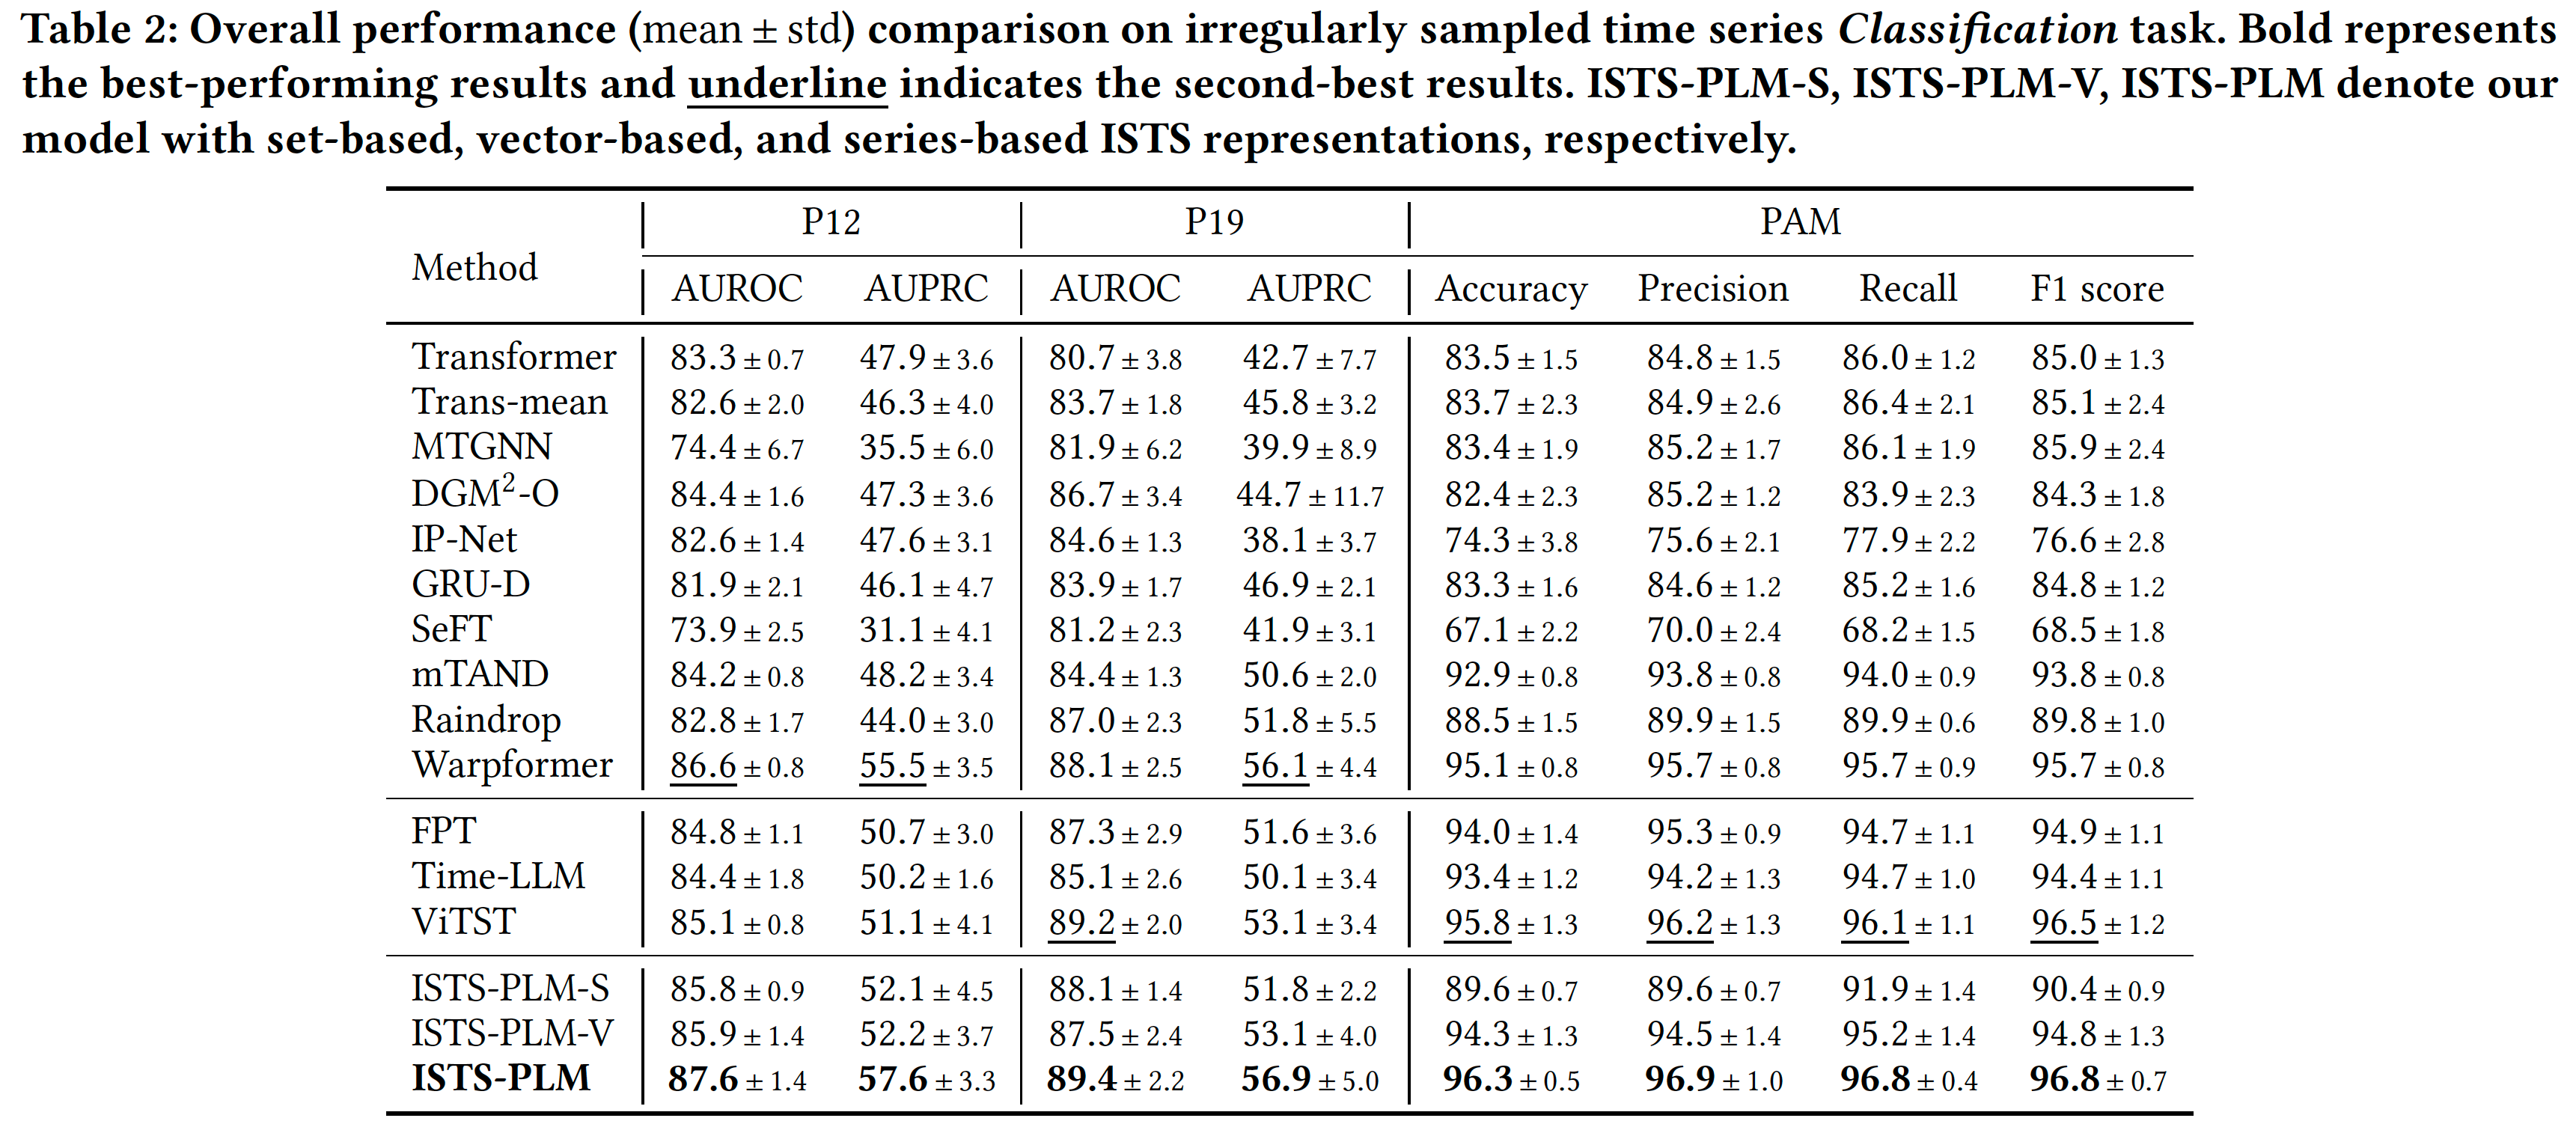 Table 2: Overall performance (mean ± std) comparison on irregularly sampled time series Classification task. Bold represents
the best-performing results and underline indicates the second-best results. ISTS-PLM-S, ISTS-PLM-V, ISTS-PLM denote our
model with set-based, vector-based, and series-based ISTS representations, respectively.
Method P12 P19 PAM
AUROC AUPRC AUROC AUPRC Accuracy Precision Recall F1 score
Transformer 83.3 ± 0.7 47.9 ± 3.6 80.7 ± 3.8 42.7 ± 7.7 83.5 ± 1.5 84.8 ± 1.5 86.0 ± 1.2 85.0 ± 1.3
Trans-mean 82.6 ± 2.0 46.3 ± 4.0 83.7 ± 1.8 45.8 ± 3.2 83.7 ± 2.3 84.9 ± 2.6 86.4 ± 2.1 85.1 ± 2.4
MTGNN 74.4 ± 6.7 35.5 ± 6.0 81.9 ± 6.2 39.9 ± 8.9 83.4 ± 1.9 85.2 ± 1.7 86.1 ± 1.9 85.9 ± 2.4
DGM²-O 84.4 ± 1.6 47.3 ± 3.6 86.7 ± 3.4 44.7 ± 11.7 82.4 ± 2.3 85.2 ± 1.2 83.9 ± 2.3 84.3 ± 1.8
IP-Net 82.6 ± 1.4 47.6 ± 3.1 84.6 ± 1.3 38.1 ± 3.7 74.3 ± 3.8 75.6 ± 2.1 77.9 ± 2.2 76.6 ± 2.8
GRU-D 81.9 ± 2.1 46.1 ± 4.7 83.9 ± 1.7 46.9 ± 2.1 83.3 ± 1.6 84.6 ± 1.2 85.2 ± 1.6 84.8 ± 1.2
SeFT 73.9 ± 2.5 31.1 ± 4.1 81.2 ± 2.3 41.9 ± 3.1 67.1 ± 2.2 70.0 ± 2.4 68.2 ± 1.5 68.5 ± 1.8
mTAND 84.2 ± 0.8 48.2 ± 3.4 84.4 ± 1.3 50.6 ± 2.0 92.9 ± 0.8 93.8 ± 0.8 94.0 ± 0.9 93.8 ± 0.8
Raindrop 82.8 ± 1.7 44.0 ± 3.0 87.0 ± 2.3 51.8 ± 5.5 88.5 ± 1.5 89.9 ± 1.5 89.9 ± 0.6 89.8 ± 1.0
Warpformer 86.6 ± 0.8 55.5 ± 3.5 88.1 ± 2.5 56.1 ± 4.4 95.1 ± 0.8 95.7 ± 0.8 95.7 ± 0.9 95.7 ± 0.8
FPT 84.8 ± 1.1 50.7 ± 3.0 87.3 ± 2.9 51.6 ± 3.6 94.0 ± 1.4 95.3 ± 0.9 94.7 ± 1.1 94.9 ± 1.1
Time-LLM 84.4 ± 1.8 50.2 ± 1.6 85.1 ± 2.6 50.1 ± 3.4 93.4 ± 1.2 94.2 ± 1.3 94.7 ± 1.0 94.4 ± 1.1
ViTST 85.1 ± 0.8 51.1 ± 4.1 89.2 ± 2.0 53.1 ± 3.4 95.8 ± 1.3 96.2 ± 1.3 96.1 ± 1.1 96.5 ± 1.2
ISTS-PLM-S 85.8 ± 0.9 52.1 ± 4.5 88.1 ± 1.4 51.8 ± 2.2 89.6 ± 0.7 89.6 ± 0.7 91.9 ± 1.4 90.4 ± 0.9
ISTS-PLM-V 85.9 ± 1.4 52.2 ± 3.7 87.5 ± 2.4 53.1 ± 4.0 94.3 ± 1.3 94.5 ± 1.4 95.2 ± 1.4 94.8 ± 1.3
ISTS-PLM 87.6 ± 1.4 57.6 ± 3.3 89.4 ± 2.2 56.9 ± 5.0 96.3 ± 0.5 96.9 ± 1.0 96.8 ± 0.4 96.8 ± 0.7